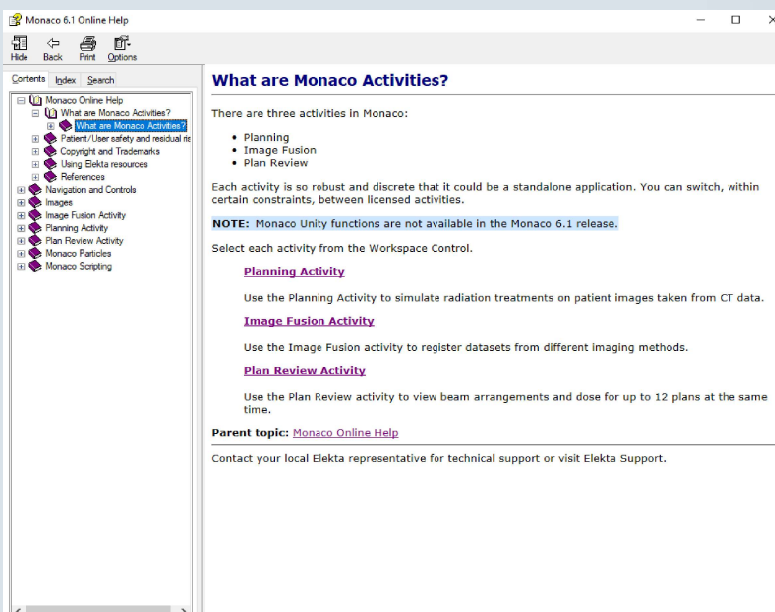 Monaco 6.1 Online Help
Hide Back Print Options
Contents Index Search
Monaco Online Help
What are Monaco Activities?
What are Monaco Activities?
Patient/User safety and residual ris
Copyright and Trademarks
Using Elekta resources
References
Navigation and Controls
Images
Image Fusion Activity
Planning Activity
Plan Review Activity
Monaco Particles
Monaco Scripting
What are Monaco Activities?
There are three activities in Monaco:
• Planning
• Image Fusion
• Plan Review
Each activity is so robust and discrete that it could be a standalone application. You can switch, within
certain constraints, between licensed activities.
NOTE: Monaco Unity functions are not available in the Monaco 6.1 release.
Select each activity from the Workspace Control.
Planning Activity
Use the Planning Activity to simulate radiation treatments on patient images taken from CT data.
Image Fusion Activity
Use the Image Fusion activity to register datasets from different imaging methods.
Plan Review Activity
Use the Plan Review activity to view beam arrangements and dose for up to 12 plans at the same
time.
Parent topic: Monaco Online Help
Contact your local Elekta representative for technical support or visit Elekta Support.